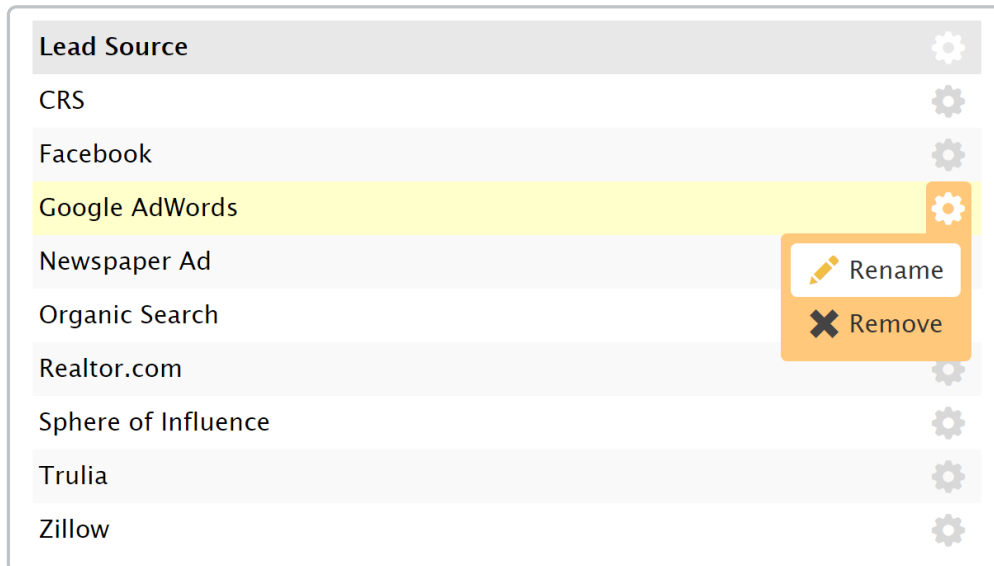 Lead Source
CRS
Facebook
Google AdWords
Newspaper Ad
Rename
Organic Search
Remove
Realtor.com
Sphere of Influence
Trulia
Zillow